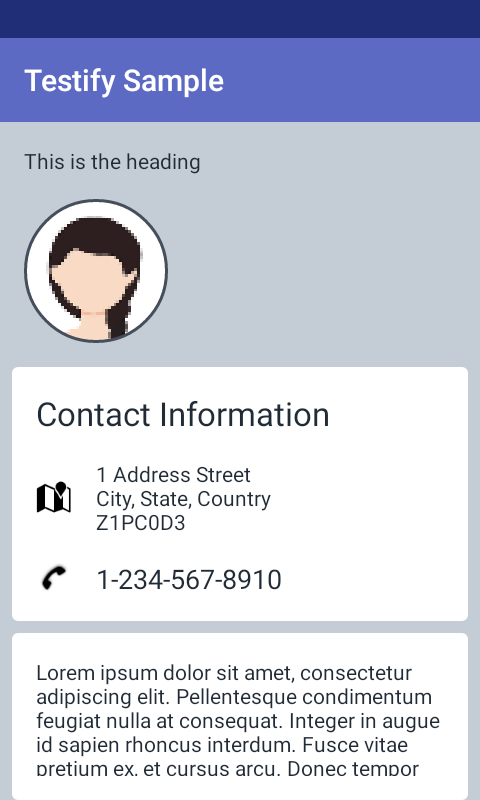 Testify Sample
This is the heading
Contact Information
1 Address Street
City, State, Country
Z1PC0D3
1-234-567-8910
Lorem ipsum dolor sit amet, consectetur
adipiscing elit. Pellentesque condimentum
feugiat nulla at consequat. Integer in augue
id sapien rhoncus interdum. Fusce vitae
pretium ex, et cursus arcu. Donec tempor